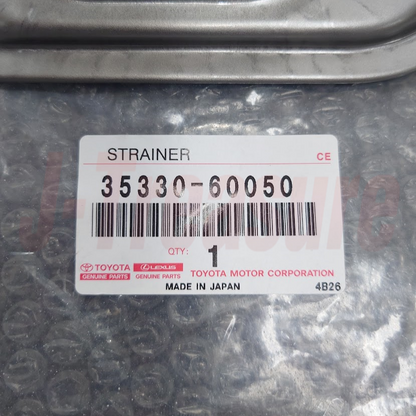 STRAINER CE
35330-60050
QTY: 1
TOYOTA LEXUS TOYOTA MOTOR CORPORATION
GENUINE PARTS GENUINE PARTS
MADE IN JAPAN 4B26
J-Treasure